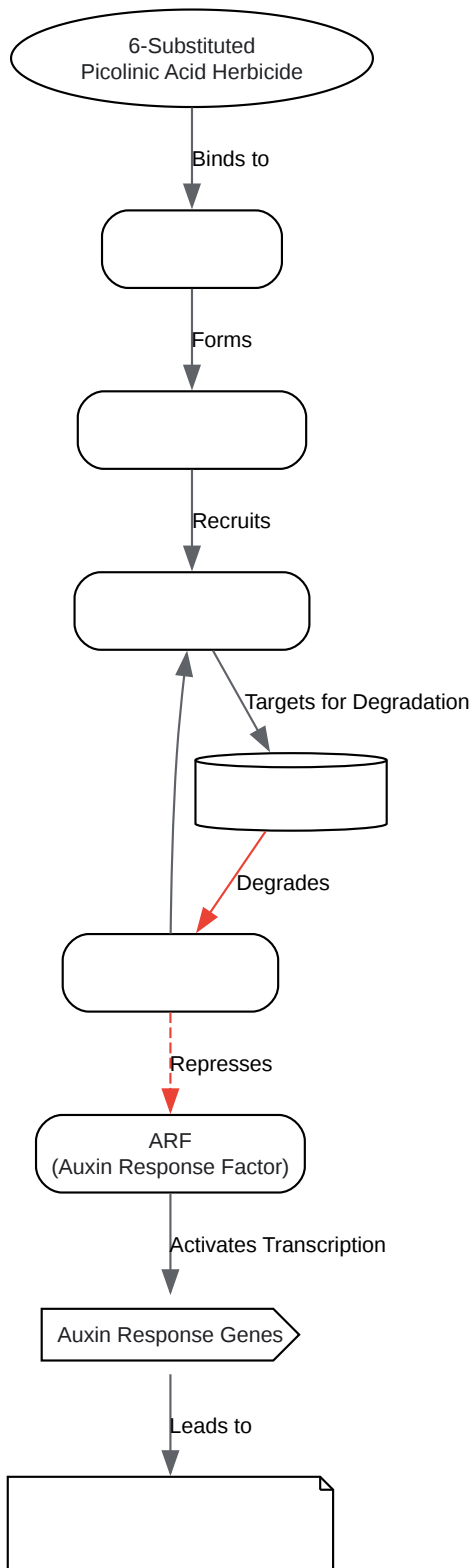 6-Substituted
Picolinic Acid Herbicide
Binds to
Forms
Recruits
Targets for Degradation
Degrades
Represses
ARF
(Auxin Response Factor)
Activates Transcription
Auxin Response Genes
Leads to